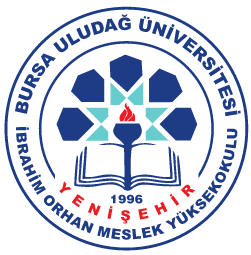 BURSA ULUDAĞ ÜNİVERSİTESİ
İBRAHİM ORHAN MESLEK YÜKSEKOKULU
1996
YENİŞEHİR